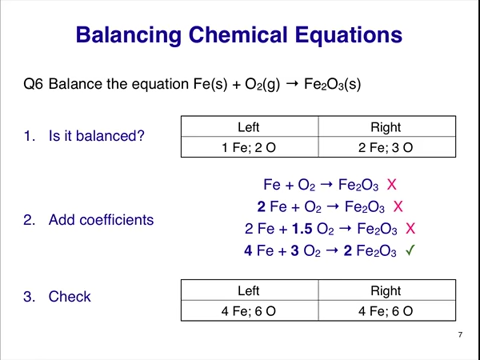 Balancing Chemical Equations
Q6 Balance the equation Fe(s) + O₂(g) → Fe₂O₃(s)
1. Is it balanced?
Left Right
1 Fe; 2 O 2 Fe; 3 O
Fe + O₂ → Fe₂O₃ X
2 Fe + O₂ → Fe₂O₃ X
2. Add coefficients
2 Fe + 1.5 O₂ → Fe₂O₃ X
4 Fe + 3 O₂ → 2 Fe₂O₃ ✓
3. Check
Left Right
4 Fe; 6 O 4 Fe; 6 O
7